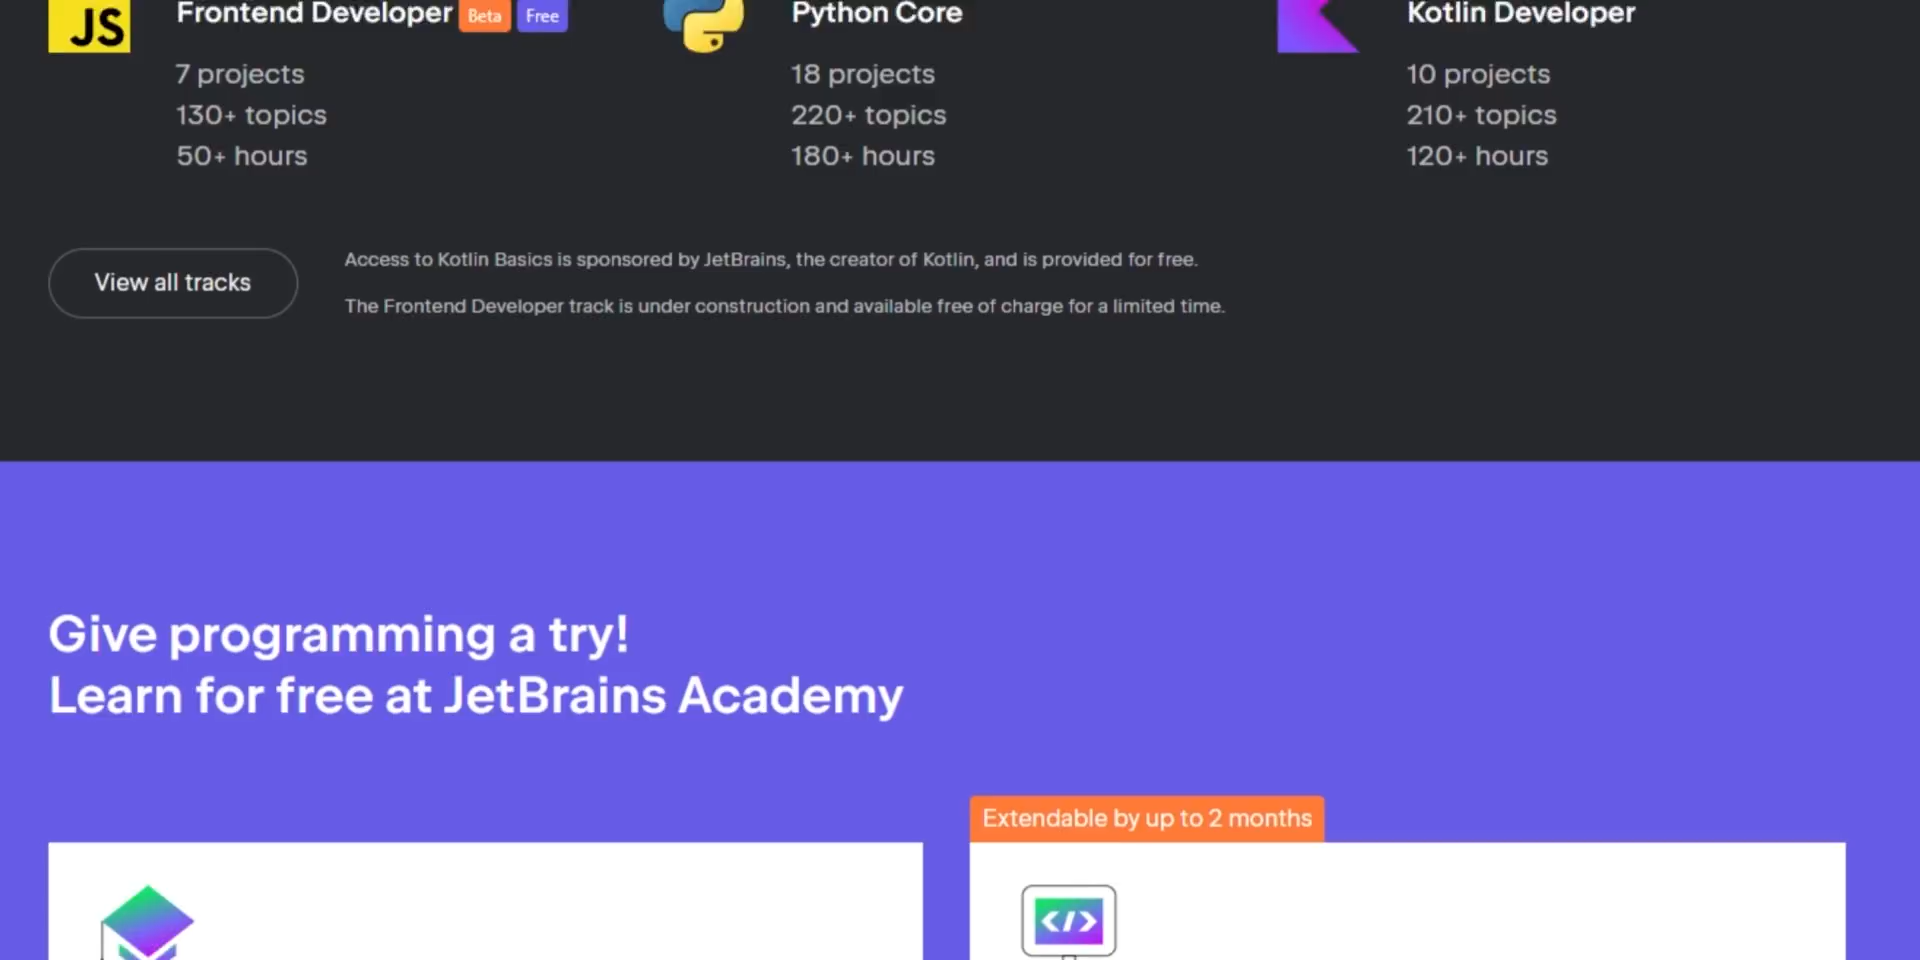 JS
Frontend Developer Beta Free
7 projects
130+ topics
50+ hours
Python Core
18 projects
220+ topics
180+ hours
Kotlin Developer
10 projects
210+ topics
120+ hours
View all tracks
Access to Kotlin Basics is sponsored by JetBrains, the creator of Kotlin, and is provided for free.
The Frontend Developer track is under construction and available free of charge for a limited time.
Give programming a try!
Learn for free at JetBrains Academy
Extendable by up to 2 months
</>